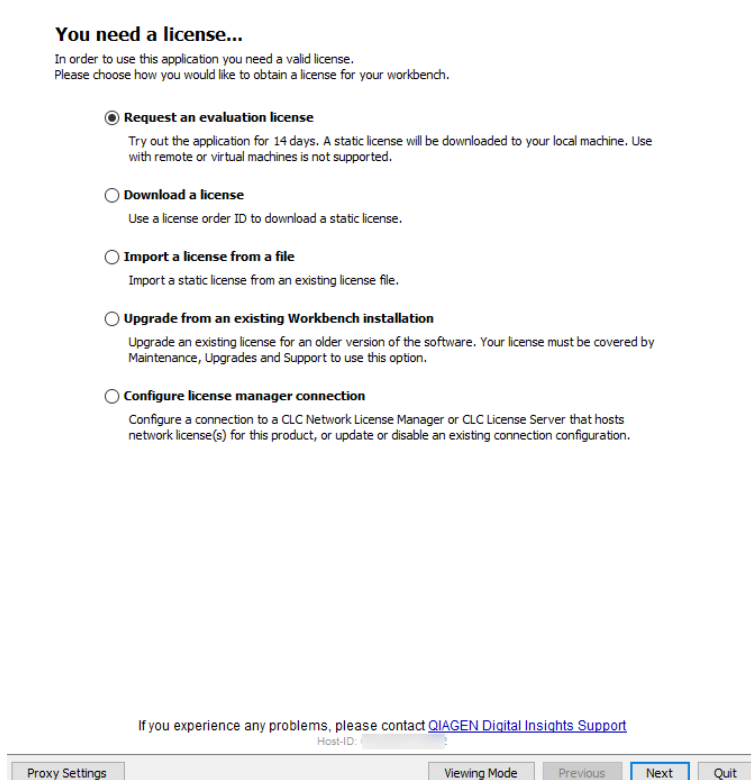 You need a license...
In order to use this application you need a valid license.
Please choose how you would like to obtain a license for your workbench.
Request an evaluation license
Try out the application for 14 days. A static license will be downloaded to your local machine. Use
with remote or virtual machines is not supported.
Download a license
Use a license order ID to download a static license.
Import a license from a file
Import a static license from an existing license file.
Upgrade from an existing Workbench installation
Upgrade an existing license for an older version of the software. Your license must be covered by
Maintenance, Upgrades and Support to use this option.
Configure license manager connection
Configure a connection to a CLC Network License Manager or CLC License Server that hosts
network license(s) for this product, or update or disable an existing connection configuration.
If you experience any problems, please contact QIAGEN Digital Insights Support
Host-ID:
Proxy Settings Viewing Mode Previous Next Quit